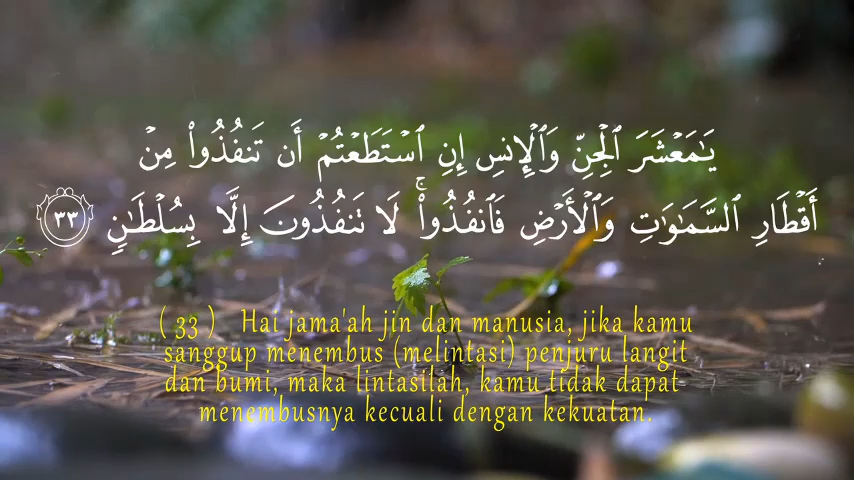 يَـٰمَعْشَرَ ٱلْجِنِّ وَٱلْإِنسِ إِنِ ٱسْتَطَعْتُمْ أَن تَنفُذُوا۟ مِنْ
أَقْطَارِ ٱلسَّمَـٰوَٰتِ وَٱلْأَرْضِ فَٱنفُذُوا۟ ۚ لَا تَنفُذُونَ إِلَّا بِسُلْطَـٰنٍ ٣٣
( 33 ) Hai jama'ah jin dan manusia, jika kamu
sanggup menembus (melintasi) penjuru langit
dan bumi, maka lintasilah, kamu tidak dapat
menembusnya kecuali dengan kekuatan.